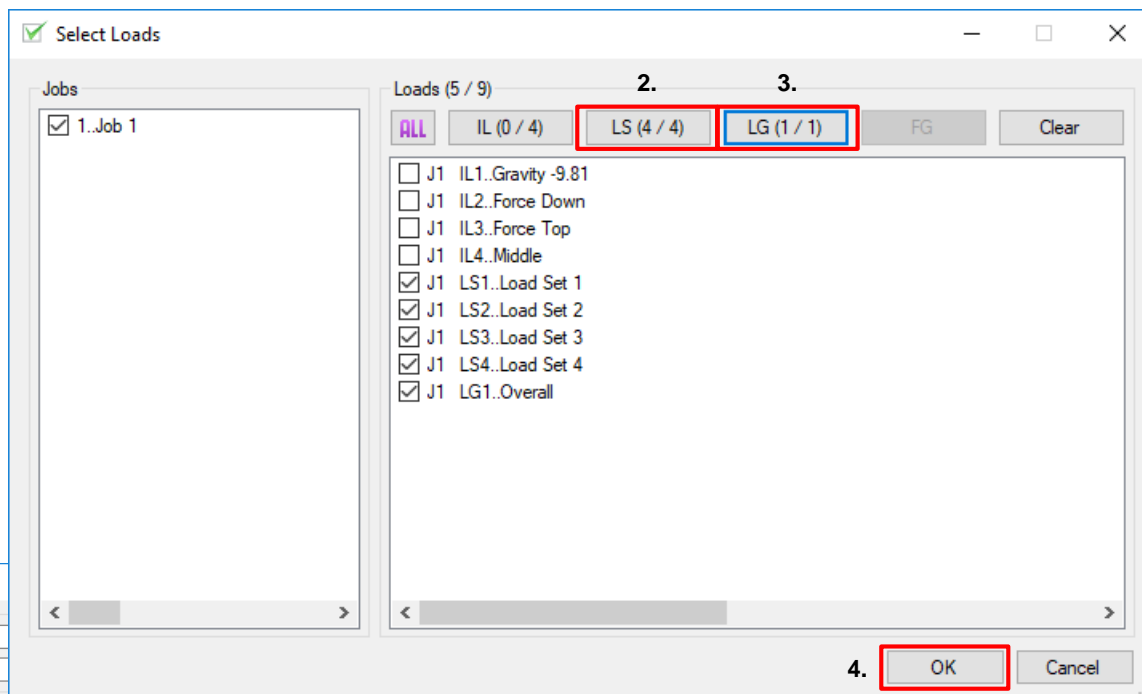 Select Loads
Jobs
1..Job 1
Loads (5 / 9)
2.
3.
ALL
IL (0 / 4)
LS (4 / 4)
LG (1 / 1)
FG
Clear
J1 IL1..Gravity -9.81
J1 IL2..Force Down
J1 IL3..Force Top
J1 IL4..Middle
J1 LS1..Load Set 1
J1 LS2..Load Set 2
J1 LS3..Load Set 3
J1 LS4..Load Set 4
J1 LG1..Overall
4.
OK
Cancel